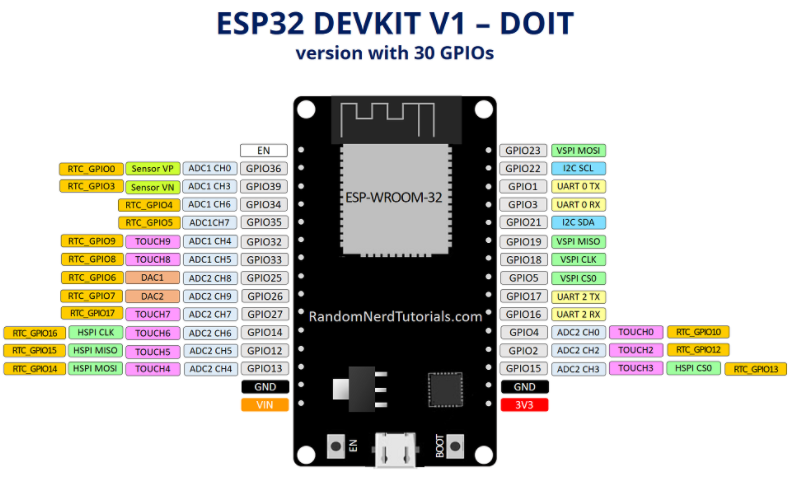 ESP32 DEVKIT V1 – DOIT
version with 30 GPIOs
EN
RTC_GPIO0 Sensor VP ADC1 CH0 GPIO36
RTC_GPIO3 Sensor VN ADC1 CH3 GPIO39
RTC_GPIO4 ADC1 CH6 GPIO34
RTC_GPIO5 ADC1CH7 GPIO35
RTC_GPIO9 TOUCH9 ADC1 CH4 GPIO32
RTC_GPIO8 TOUCH8 ADC1 CH5 GPIO33
RTC_GPIO6 DAC1 ADC2 CH8 GPIO25
RTC_GPIO7 DAC2 ADC2 CH9 GPIO26
RTC_GPIO17 TOUCH7 ADC2 CH7 GPIO27
RTC_GPIO16 HSPI CLK TOUCH6 ADC2 CH6 GPIO14
RTC_GPIO15 HSPI MISO TOUCH5 ADC2 CH5 GPIO12
RTC_GPIO14 HSPI MOSI TOUCH4 ADC2 CH4 GPIO13
GND
VIN
ESP-WROOM-32
RandomNerdTutorials.com
EN
BOOT
GPIO23 VSPI MOSI
GPIO22 I2C SCL
GPIO1 UART 0 TX
GPIO3 UART 0 RX
GPIO21 I2C SDA
GPIO19 VSPI MISO
GPIO18 VSPI CLK
GPIO5 VSPI CS0
GPIO17 UART 2 TX
GPIO16 UART 2 RX
GPIO4 ADC2 CH0 TOUCH0 RTC_GPIO10
GPIO2 ADC2 CH2 TOUCH2 RTC_GPIO12
GPIO15 ADC2 CH3 TOUCH3 HSPI CS0 RTC_GPIO13
GND
3V3